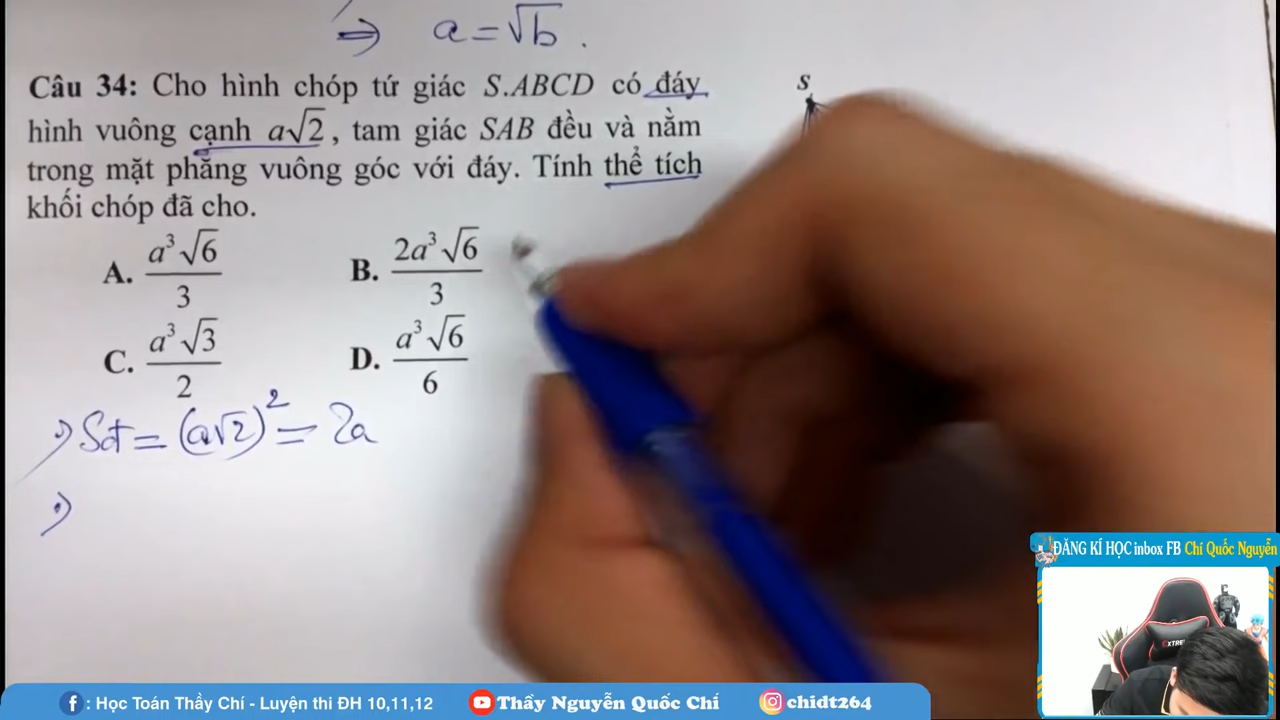 ⇒ a = √b .
Câu 34: Cho hình chóp tứ giác S.ABCD có đáy
hình vuông cạnh a√2, tam giác SAB đều và nằm
trong mặt phẳng vuông góc với đáy. Tính thể tích
khối chóp đã cho.
A. a³√6/3 B. 2a³√6/3
C. a³√3/2 D. a³√6/6
S
Sđ = (a√2)² = 2a
ĐĂNG KÍ HỌC inbox FB Chí Quốc Nguyễn
: Học Toán Thầy Chí - Luyện thi ĐH 10,11,12 Thầy Nguyễn Quốc Chí chidt264